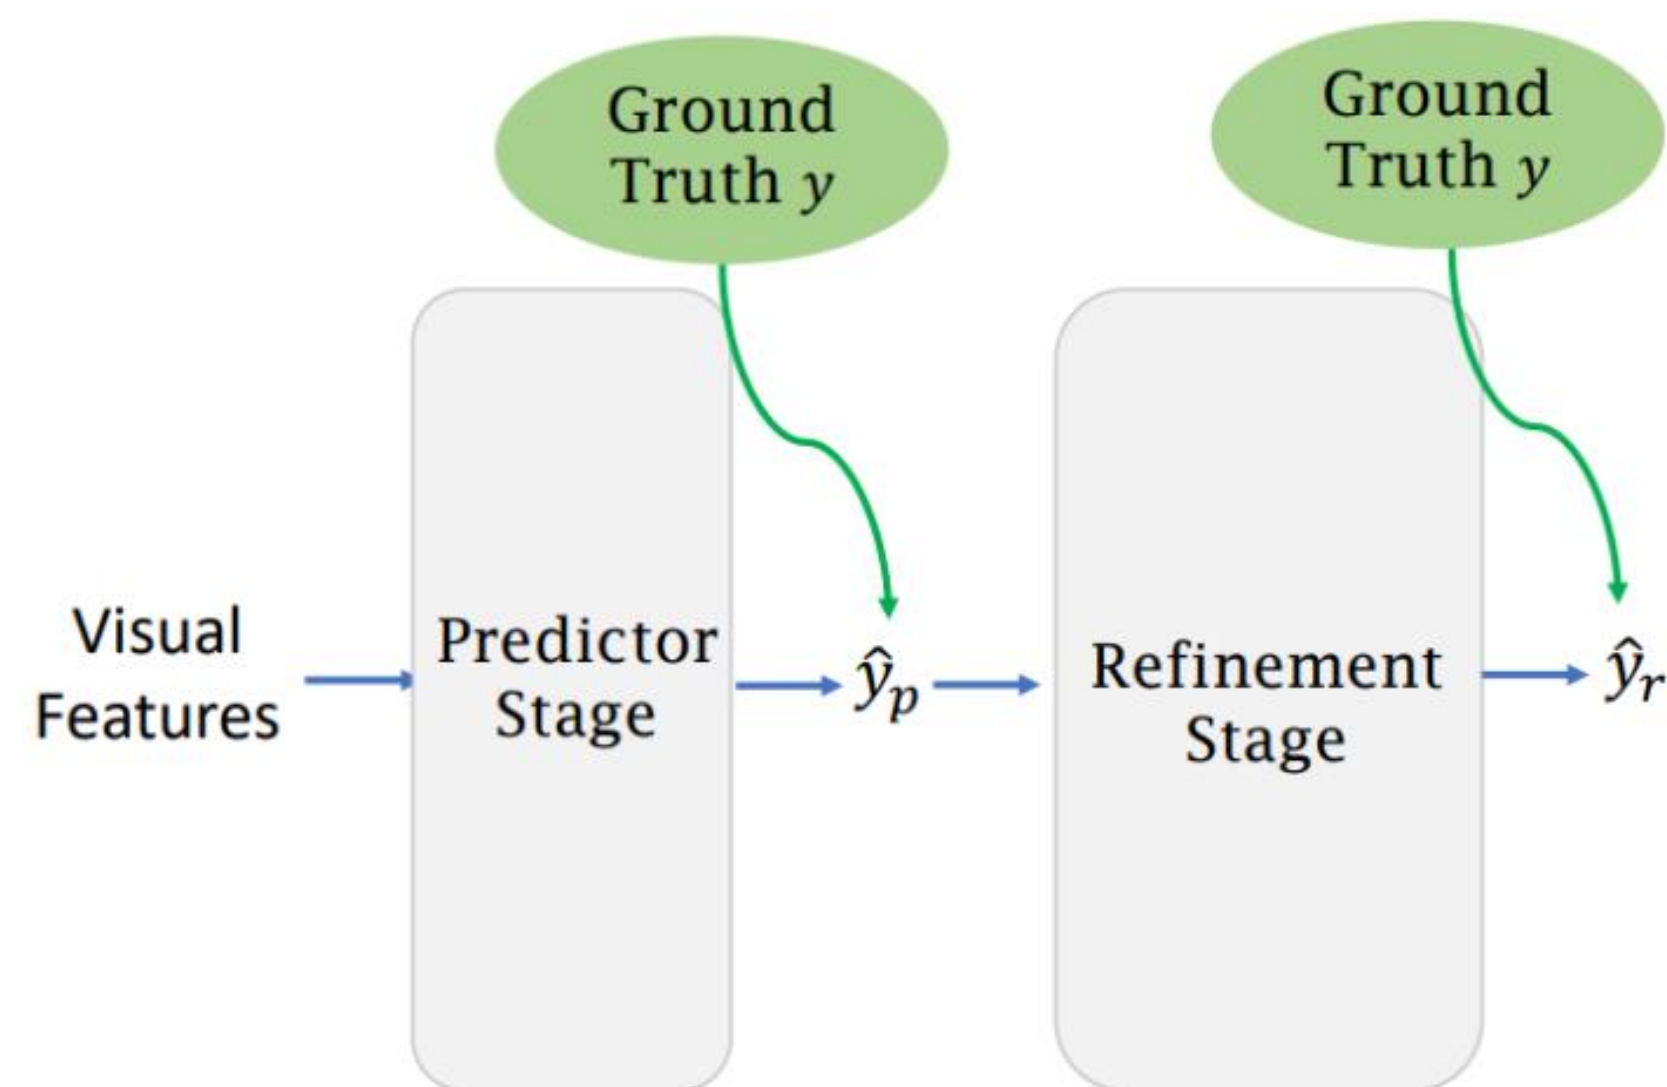 Ground
Truth y
Ground
Truth y
Visual
Features
Predictor
Stage
ŷₚ
Refinement
Stage
ŷᵣ